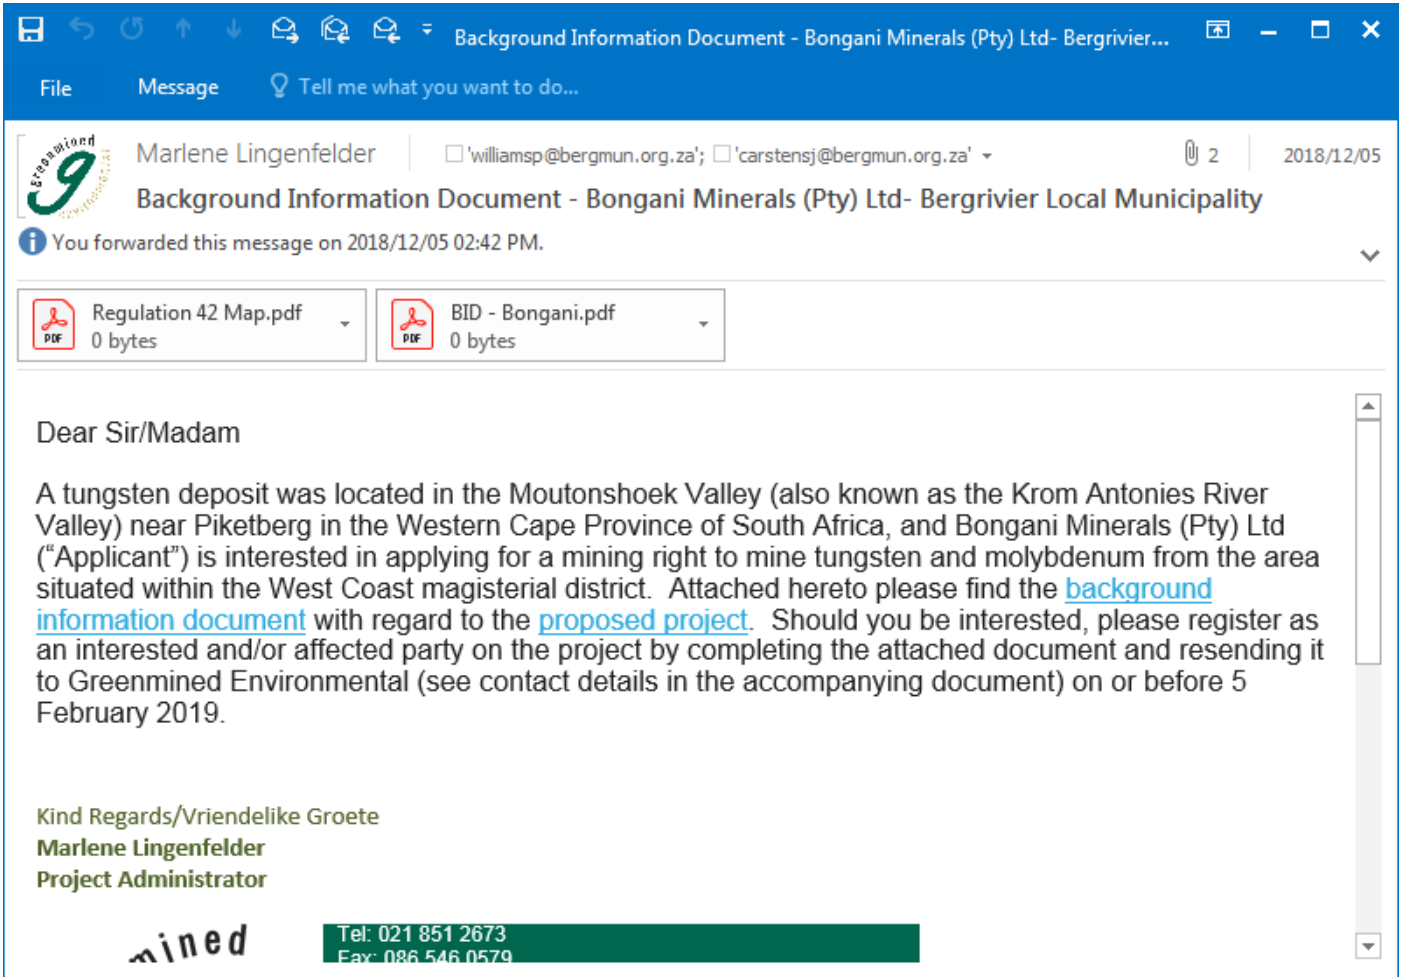 Background Information Document - Bongani Minerals (Pty) Ltd- Bergrivier...
File Message Tell me what you want to do...
greenmined
Marlene Lingenfelder 'williamsp@bergmun.org.za'; 'carstensj@bergmun.org.za' 2 2018/12/05
Background Information Document - Bongani Minerals (Pty) Ltd- Bergrivier Local Municipality
You forwarded this message on 2018/12/05 02:42 PM.
Regulation 42 Map.pdf BID - Bongani.pdf
PDF 0 bytes PDF 0 bytes
Dear Sir/Madam
A tungsten deposit was located in the Moutonshoek Valley (also known as the Krom Antonies River
Valley) near Piketberg in the Western Cape Province of South Africa, and Bongani Minerals (Pty) Ltd
(“Applicant”) is interested in applying for a mining right to mine tungsten and molybdenum from the area
situated within the West Coast magisterial district.  Attached hereto please find the background
information document with regard to the proposed project.  Should you be interested, please register as
an interested and/or affected party on the project by completing the attached document and resending it
to Greenmined Environmental (see contact details in the accompanying document) on or before 5
February 2019.
Kind Regards/Vriendelike Groete
Marlene Lingenfelder
Project Administrator
mined
Tel: 021 851 2673
Fax: 086 546 0579